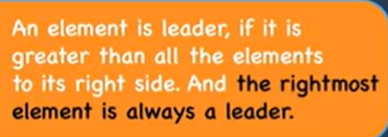 An element is leader, if it is
greater than all the elements
to its right side. And the rightmost
element is always a leader.